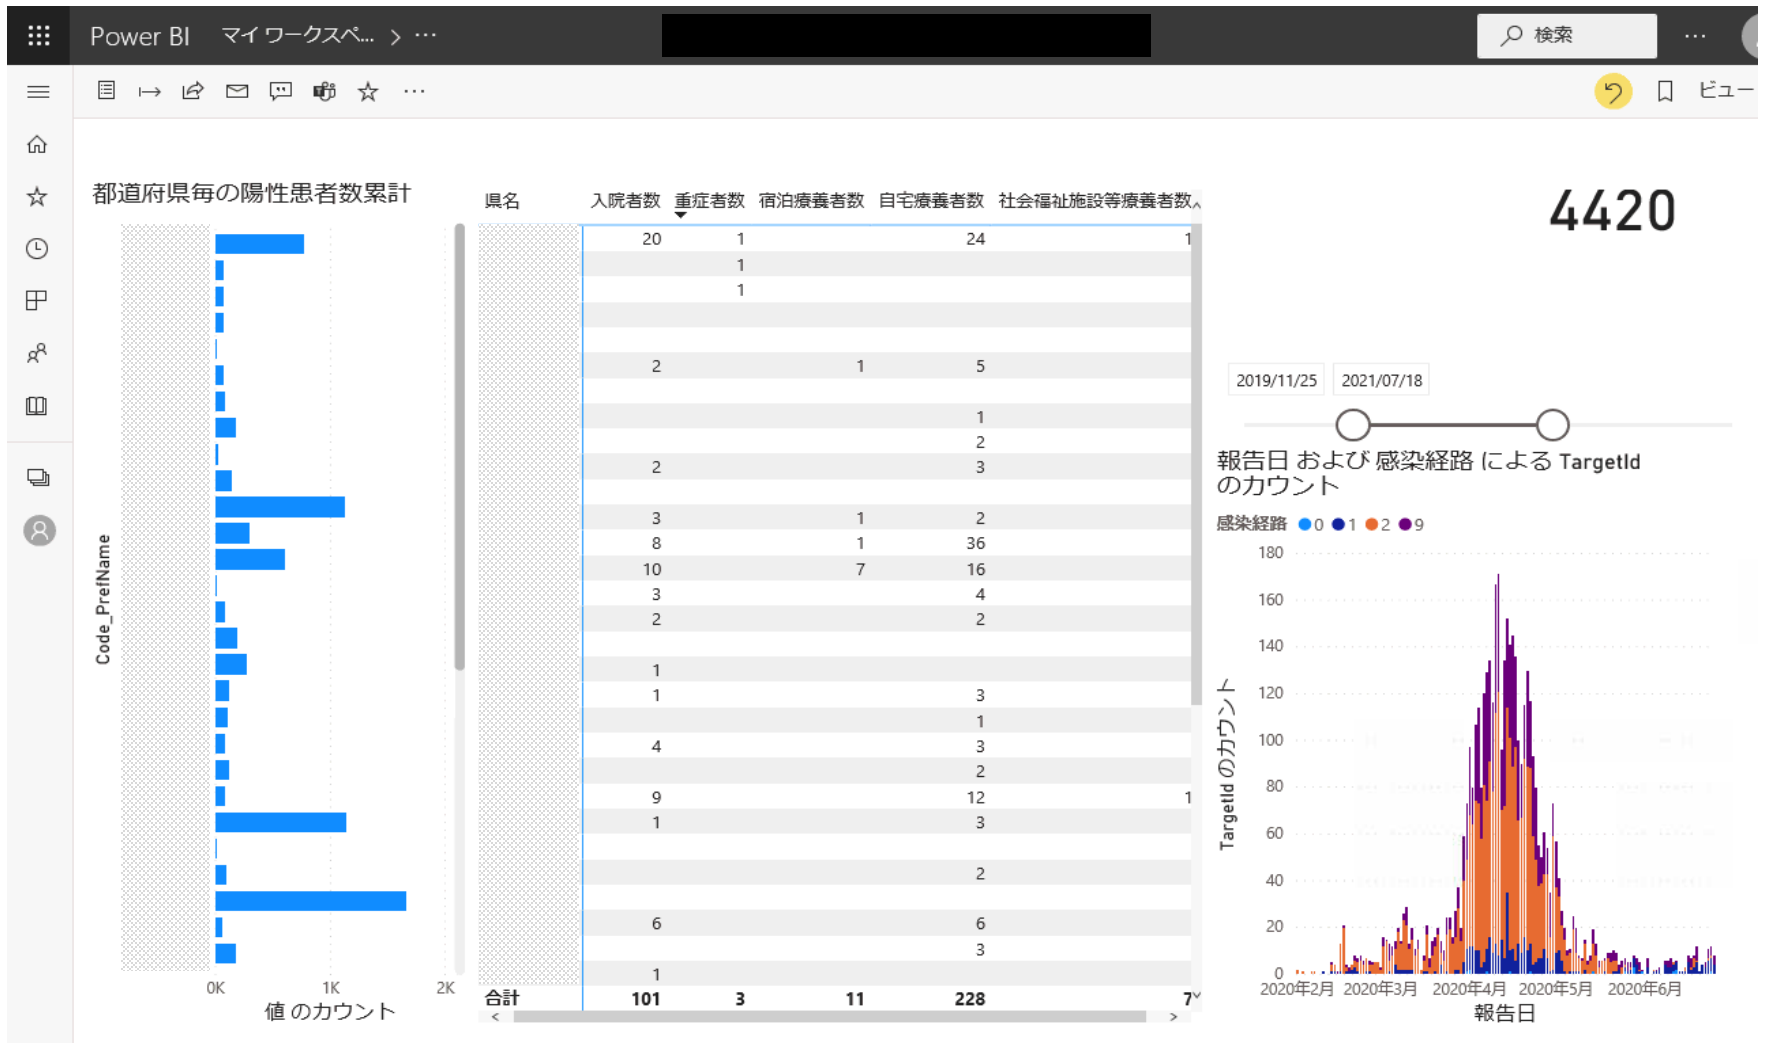 Power BI マイ ワークスペ... > ...
検索
ビュー
都道府県毎の陽性患者数累計
Code_PrefName
0K 1K 2K
値 のカウント
県名 入院者数 重症者数 宿泊療養者数 自宅療養者数 社会福祉施設等療養者数
20 1 24 1
1
1
2 1 5
1
2
2 3
3 1 2
8 1 36
10 7 16
3 4
2 2
1
1 3
1
4 3
2
9 12 1
1 3
2
6 6
3
1
合計 101 3 11 228 7
4420
2019/11/25 2021/07/18
報告日 および 感染経路 による TargetId
のカウント
感染経路 0 1 2 9
TargetId のカウント
180
160
140
120
100
80
60
40
20
0
2020年2月 2020年3月 2020年4月 2020年5月 2020年6月
報告日